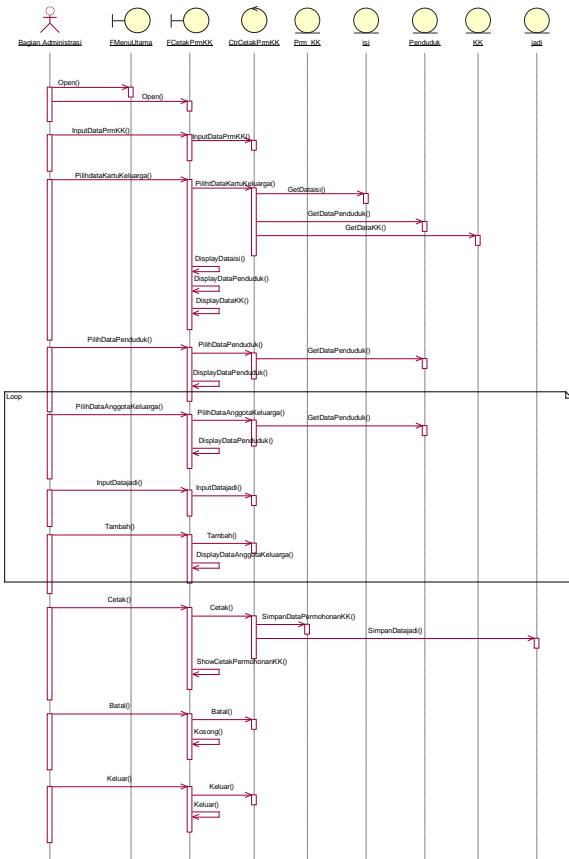 Bagian Administrasi
FMenuUtama
FCetakPrmKK
CtrCetakPrmKK
Prm_KK
isi
Penduduk
KK
jadi
Open()
Open()
InputDataPrmKK()
InputDataPrmKK()
PilihdataKartuKeluarga()
PilihtDataKartuKeluarga()
GetDataisi()
GetDataPenduduk()
GetDataKK()
DisplayDataisi()
DisplayDataPenduduk()
DisplayDataKK()
PilihDataPenduduk()
PilihDataPenduduk()
GetDataPenduduk()
DisplayDataPenduduk()
Loop
PilihDataAnggotaKeluarga()
PilihDataAnggotaKeluarga()
GetDataPenduduk()
DisplayDataPenduduk()
InputDatajadi()
InputDatajadi()
Tambah()
Tambah()
DisplayDataAnggotaKeluarga()
Cetak()
Cetak()
SimpanDataPermohonanKK()
SimpanDatajadi()
ShowCetakPermohonanKK()
Batal()
Batal()
Kosong()
Keluar()
Keluar()
Keluar()